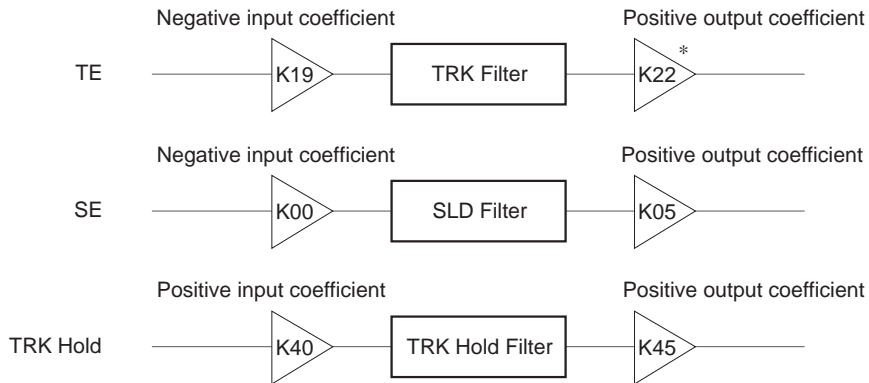 Negative input coefficient Positive output coefficient
TE K19 TRK Filter K22 *
Negative input coefficient Positive output coefficient
SE K00 SLD Filter K05
Positive input coefficient Positive output coefficient
TRK Hold K40 TRK Hold Filter K45